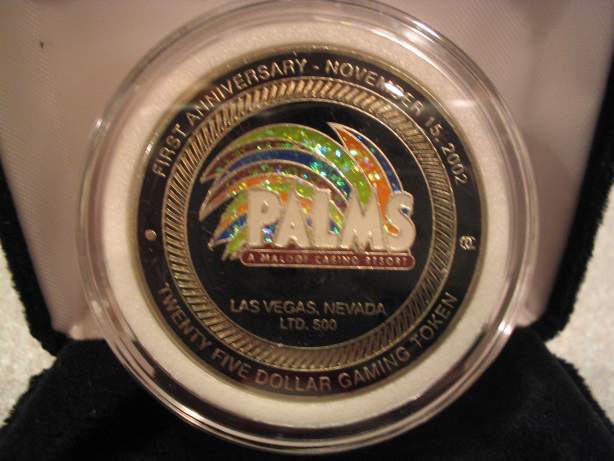 FIRST ANNIVERSARY - NOVEMBER 15, 2002
PALMS
A MALOOF CASINO RESORT
LAS VEGAS, NEVADA
LTD. 500
TWENTY FIVE DOLLAR GAMING TOKEN